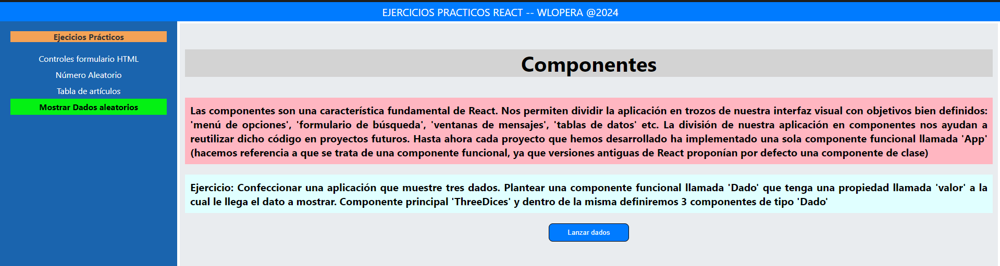 EJERCICIOS PRACTICOS REACT -- WLOPERA @2024
Ejecicios Prácticos
Controles formulario HTML
Número Aleatorio
Tabla de artículos
Mostrar Dados aleatorios
Componentes
Las componentes son una característica fundamental de React. Nos permiten dividir la aplicación en trozos de nuestra interfaz visual con objetivos bien definidos:
'menú de opciones', 'formulario de búsqueda', 'ventanas de mensajes', 'tablas de datos' etc. La división de nuestra aplicación en componentes nos ayudan a
reutilizar dicho código en proyectos futuros. Hasta ahora cada proyecto que hemos desarrollado ha implementado una sola componente funcional llamada 'App'
(hacemos referencia a que se trata de una componente funcional, ya que versiones antiguas de React proponían por defecto una componente de clase)
Ejercicio: Confeccionar una aplicación que muestre tres dados. Plantear una componente funcional llamada 'Dado' que tenga una propiedad llamada 'valor' a la
cual le llega el dato a mostrar. Componente principal 'ThreeDices' y dentro de la misma definiremos 3 componentes de tipo 'Dado'
Lanzar dados